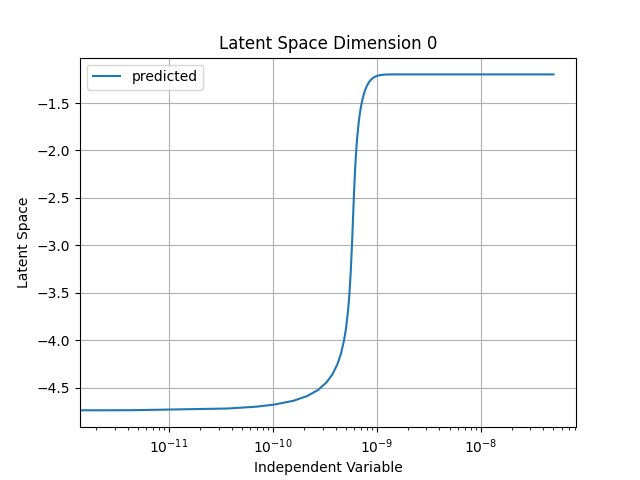 Latent Space Dimension 0
predicted
Latent Space
−1.5
−2.0
−2.5
−3.0
−3.5
−4.0
−4.5
10⁻¹¹
10⁻¹⁰
10⁻⁹
10⁻⁸
Independent Variable